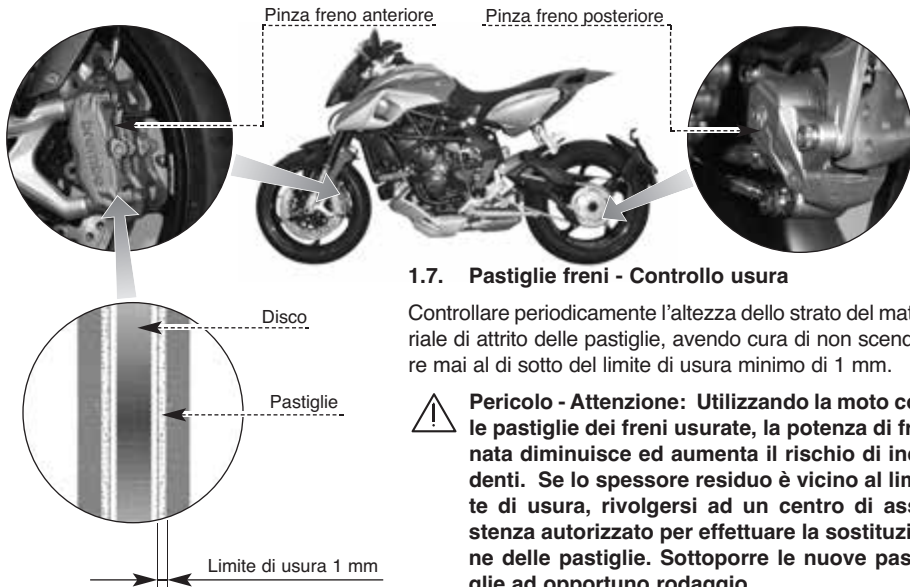 Pinza freno anteriore
Pinza freno posteriore
brembo
1.7. Pastiglie freni - Controllo usura
Controllare periodicamente l'altezza dello strato del mate
riale di attrito delle pastiglie, avendo cura di non scende
re mai al di sotto del limite di usura minimo di 1 mm.
Pericolo - Attenzione: Utilizzando la moto co
le pastiglie dei freni usurate, la potenza di fre
nata diminuisce ed aumenta il rischio di inc
denti. Se lo spessore residuo è vicino al lim
te di usura, rivolgersi ad un centro di ass
stenza autorizzato per effettuare la sostituzi
ne delle pastiglie. Sottoporre le nuove pas
glie ad opportuno rodaggio.
Disco
Pastiglie
Limite di usura 1 mm